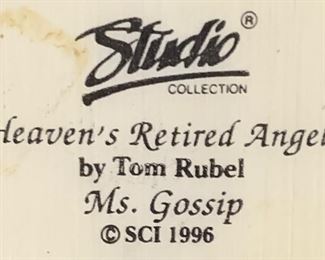 Studio ®
COLLECTION
Heaven's Retired Angel
by Tom Rubel
Ms. Gossip
© SCI 1996